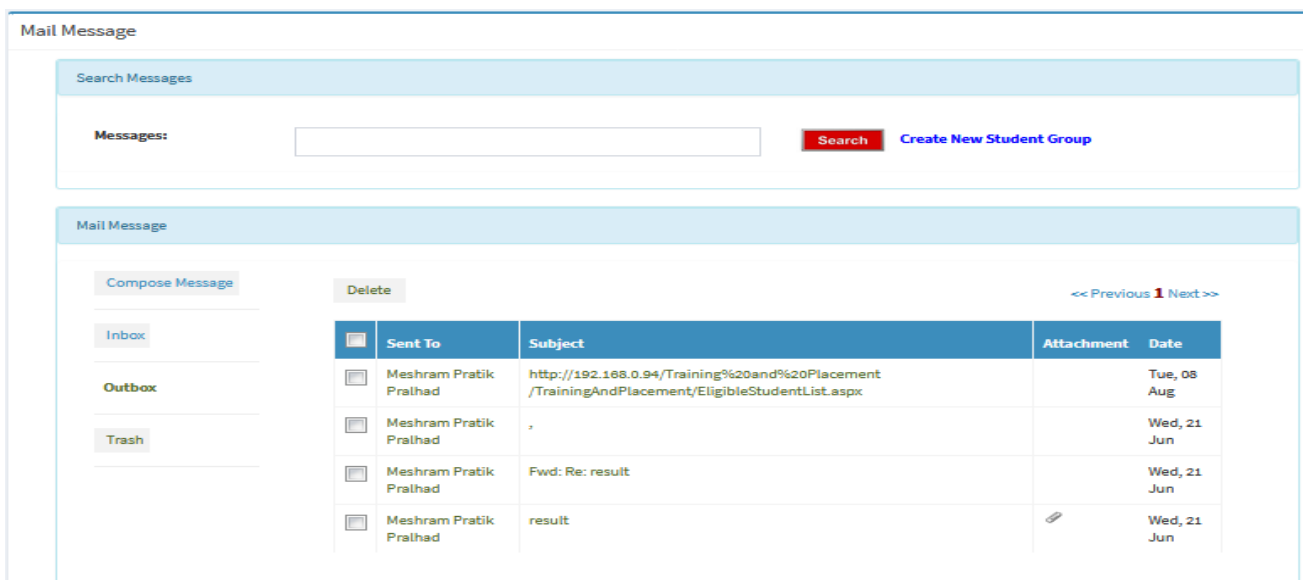 Mail Message
Search Messages
Messages:
Search
Create New Student Group
Mail Message
Compose Message
Inbox
Outbox
Trash
Delete
<< Previous 1 Next >>
Sent To Subject Attachment Date
Meshram Pratik http://192.168.0.94/Training%20and%20Placement Tue, 08
Pralhad /TrainingAndPlacement/EligibleStudentList.aspx Aug
Meshram Pratik , Wed, 21
Pralhad Jun
Meshram Pratik Fwd: Re: result Wed, 21
Pralhad Jun
Meshram Pratik result Wed, 21
Pralhad Jun